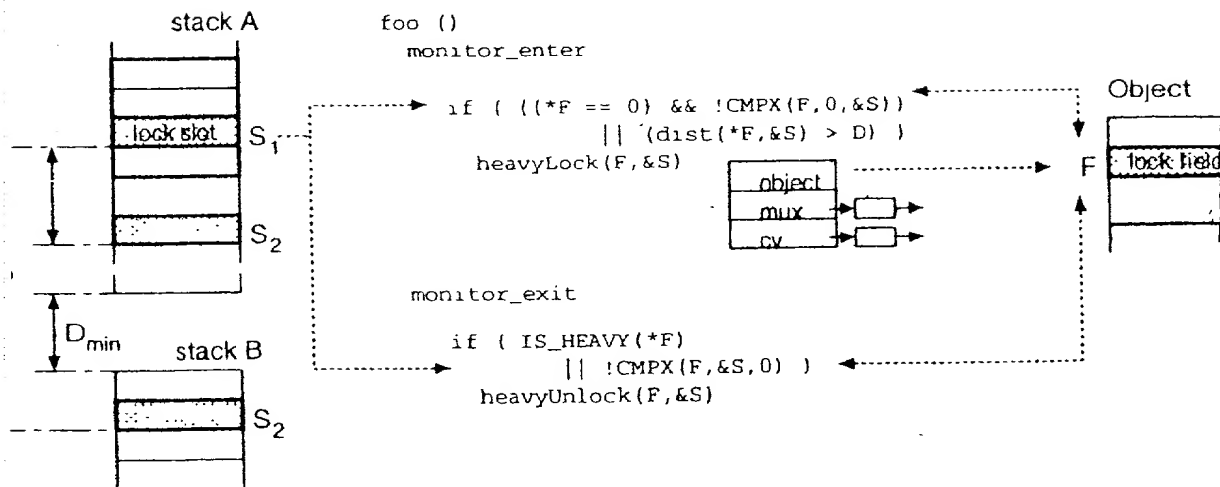 stack A
foo ()
monitor_enter
if ( ((*F == 0) && !CMPX(F,0,&S))
|| (dist(*F,&S) > D) )
heavyLock(F,&S)
Object
lock slot
S1
F
lock field
object
mux
cv
S2
monitor_exit
if ( IS_HEAVY(*F)
|| !CMPX(F,&S,0) )
heavyUnlock(F,&S)
Dmin
stack B
S2